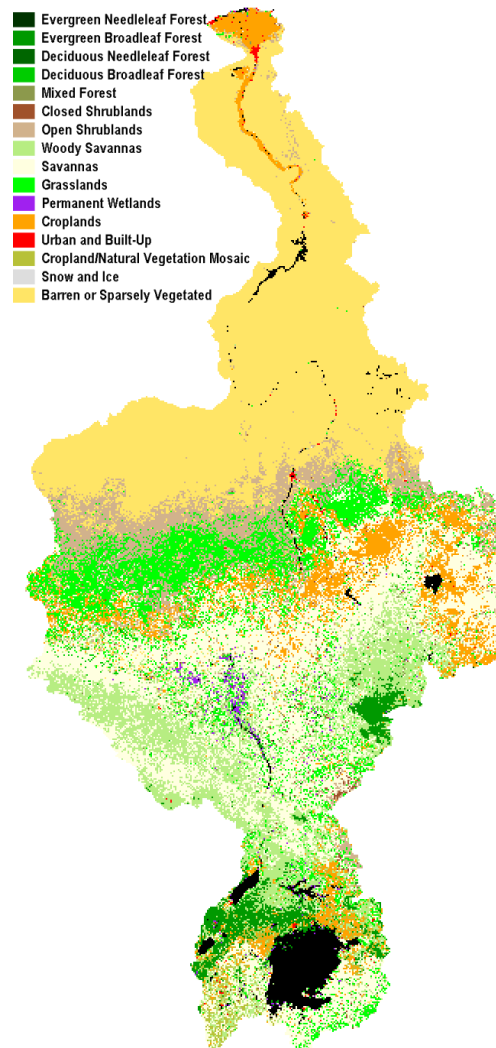 Evergreen Needleleaf Forest
Evergreen Broadleaf Forest
Deciduous Needleleaf Forest
Deciduous Broadleaf Forest
Mixed Forest
Closed Shrublands
Open Shrublands
Woody Savannas
Savannas
Grasslands
Permanent Wetlands
Croplands
Urban and Built-Up
Cropland/Natural Vegetation Mosaic
Snow and Ice
Barren or Sparsely Vegetated